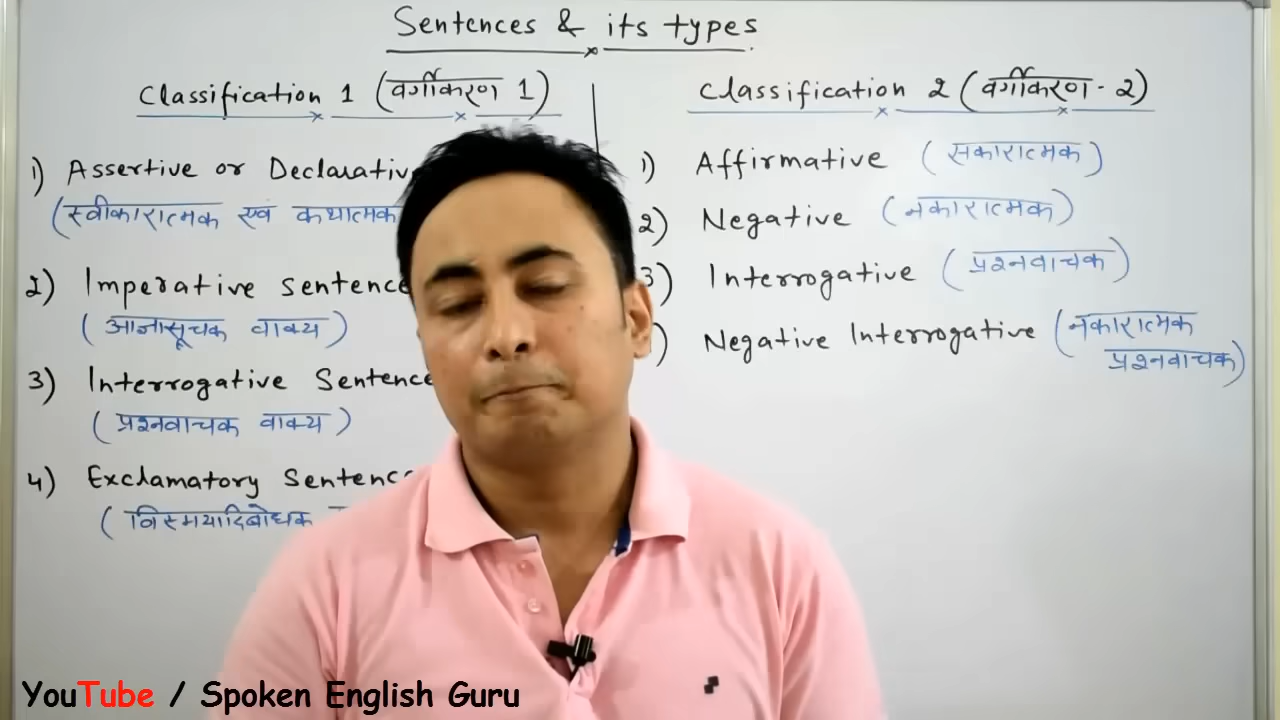 Sentences & its types
Classification 1 (वर्गीकरण 1)
1) Assertive or Declarativ
(स्वीकारात्मक एवं कथात्मक
2) Imperative sentence
(आज्ञासूचक वाक्य)
3) Interrogative Sentence
(प्रश्नवाचक वाक्य)
4) Exclamatory Sentence
(विस्मयादिबोधक
Classification 2 (वर्गीकरण - 2)
1) Affirmative (सकारात्मक)
2) Negative (नकारात्मक)
3) Interrogative (प्रश्नवाचक)
) Negative Interrogative (नकारात्मक
प्रश्नवाचक)
YouTube / Spoken English Guru